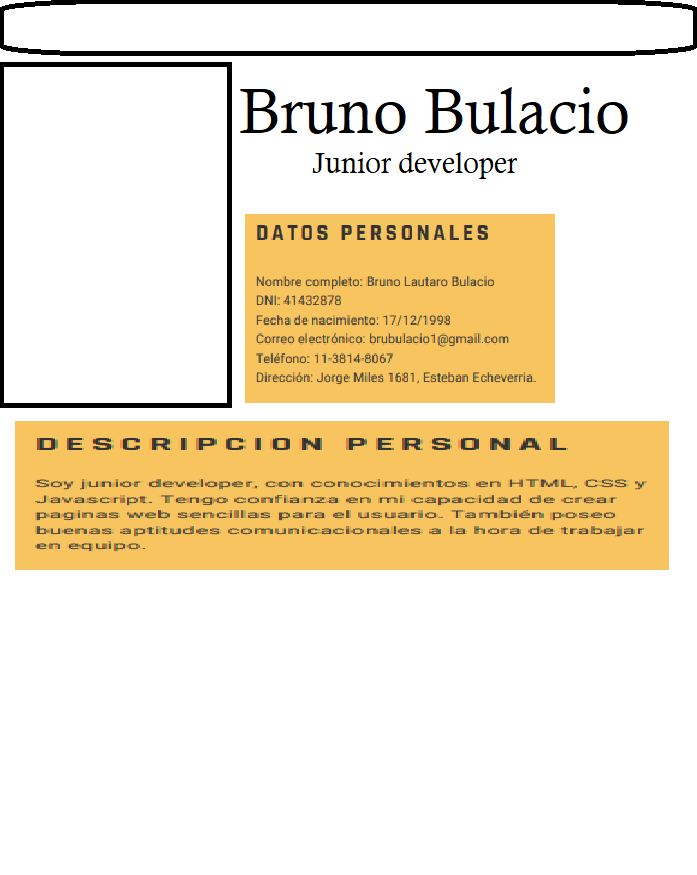 Bruno Bulacio
Junior developer
DATOS PERSONALES
Nombre completo: Bruno Lautaro Bulacio
DNI: 41432878
Fecha de nacimiento: 17/12/1998
Correo electrónico: brubulacio1@gmail.com
Teléfono: 11-3814-8067
Dirección: Jorge Miles 1681, Esteban Echeverria.
DESCRIPCION PERSONAL
Soy junior developer, con conocimientos en HTML, CSS y
Javascript. Tengo confianza en mi capacidad de crear
paginas web sencillas para el usuario. También poseo
buenas aptitudes comunicacionales a la hora de trabajar
en equipo.